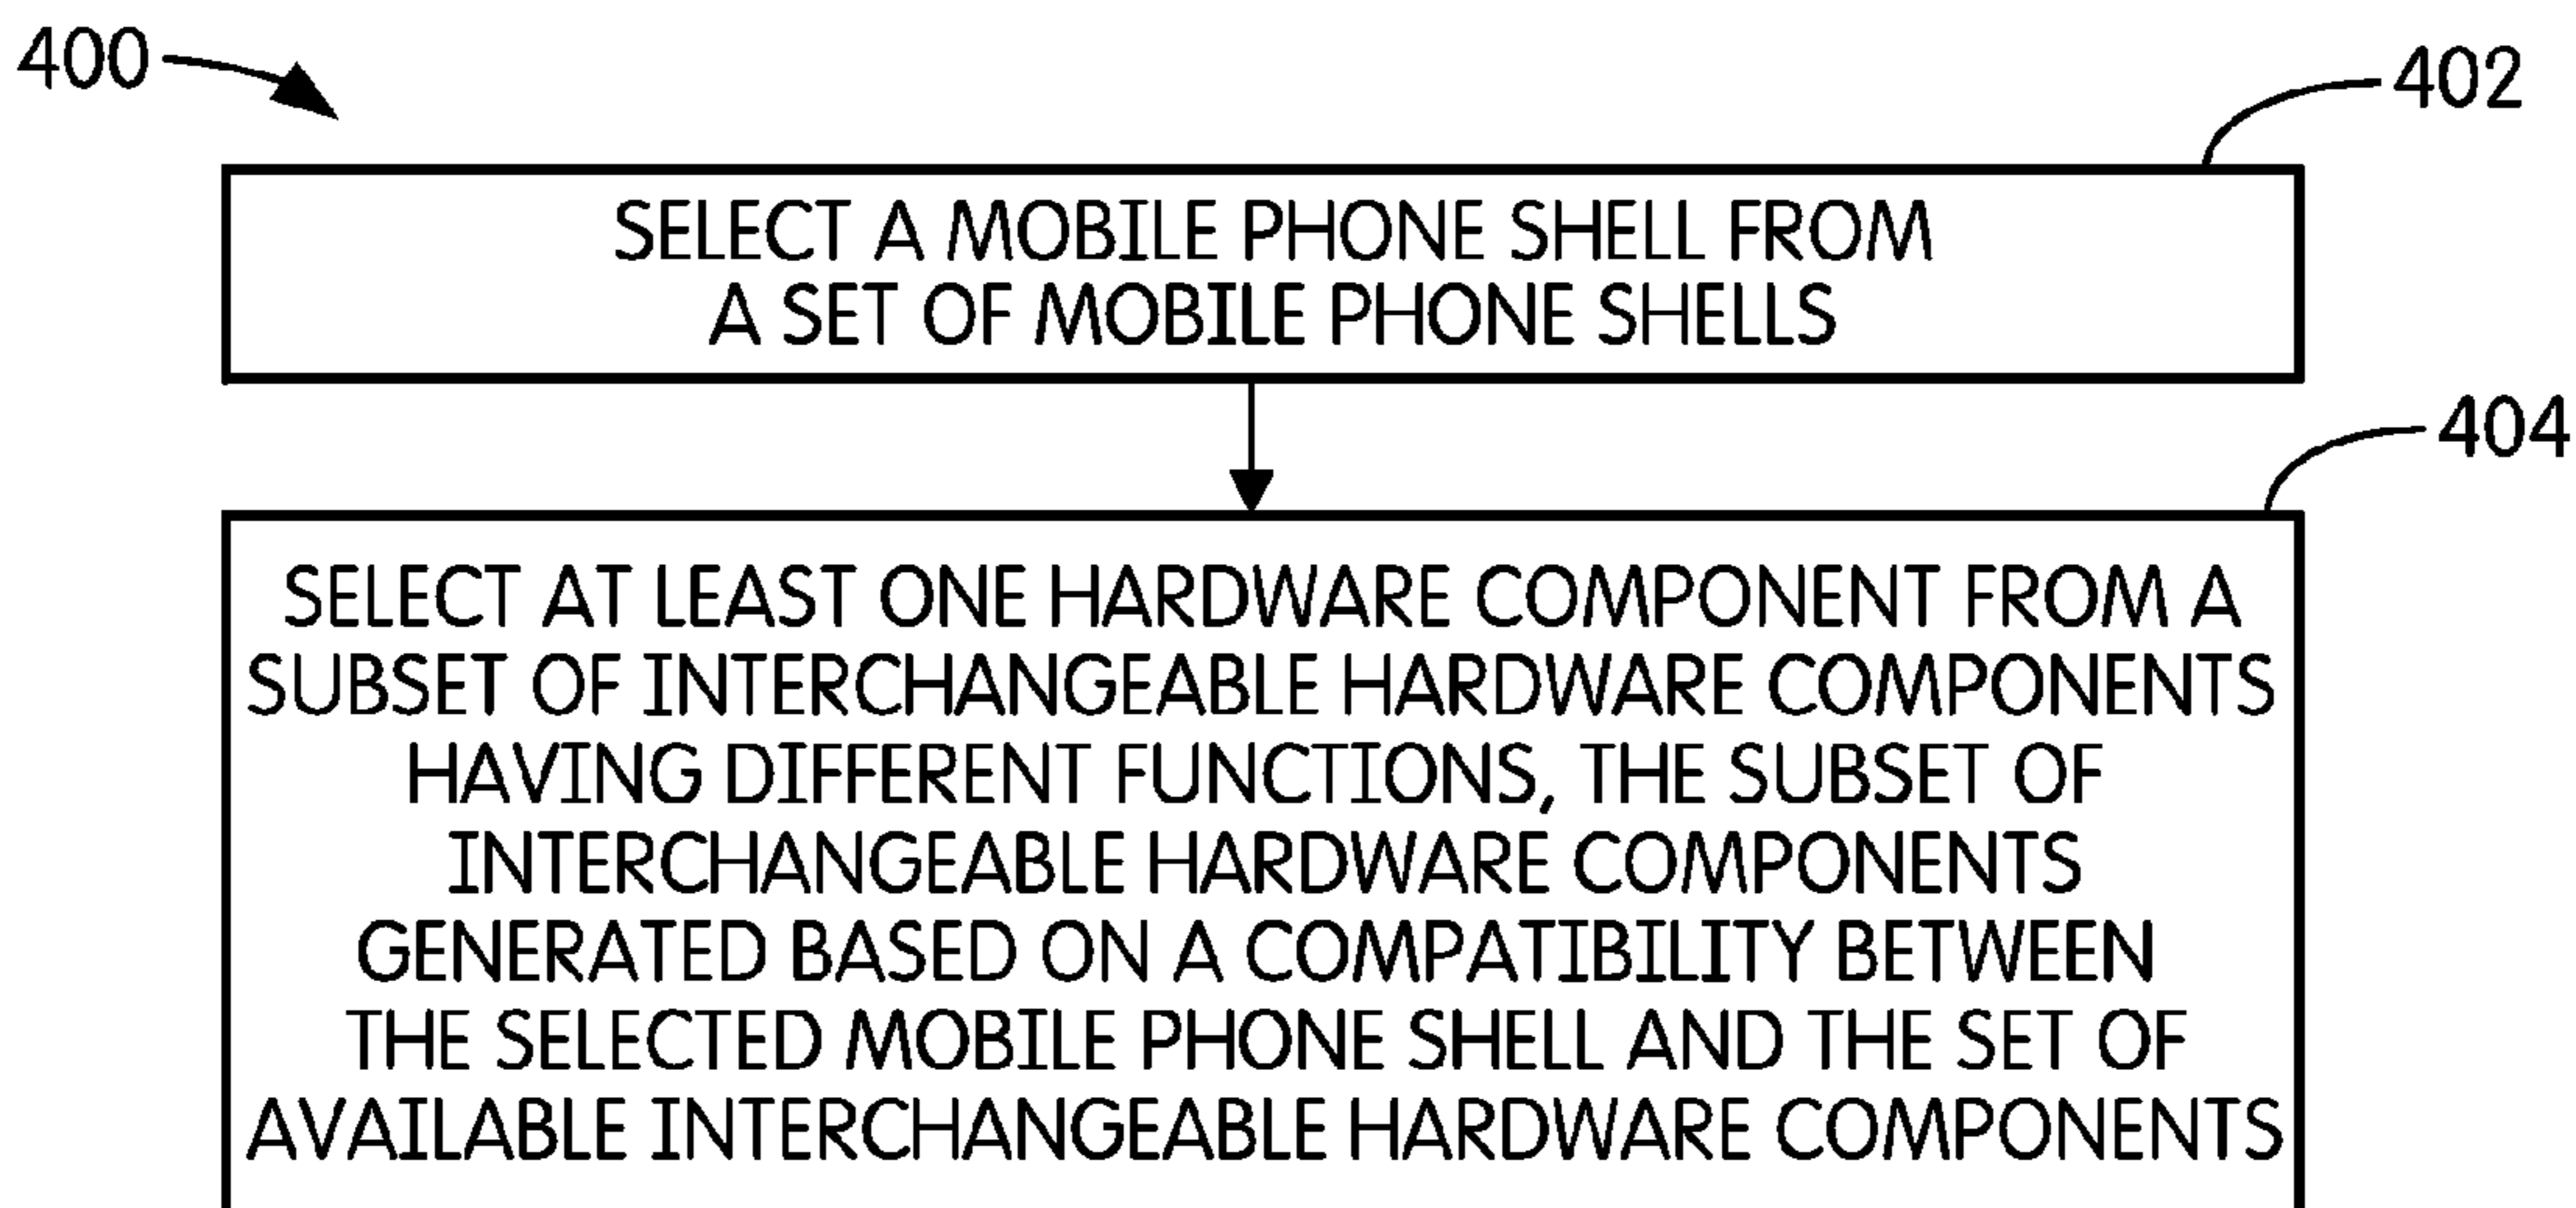 400
402
SELECT A MOBILE PHONE SHELL FROM
A SET OF MOBILE PHONE SHELLS
404
SELECT AT LEAST ONE HARDWARE COMPONENT FROM A
SUBSET OF INTERCHANGEABLE HARDWARE COMPONENTS
HAVING DIFFERENT FUNCTIONS, THE SUBSET OF
INTERCHANGEABLE HARDWARE COMPONENTS
GENERATED BASED ON A COMPATIBILITY BETWEEN
THE SELECTED MOBILE PHONE SHELL AND THE SET OF
AVAILABLE INTERCHANGEABLE HARDWARE COMPONENTS